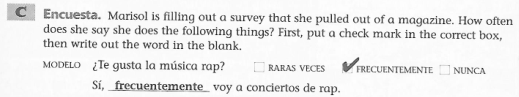 C Encuesta. Marisol is filling out a survey that she pulled out of a magazine. How often
does she say she does the following things? First, put a check mark in the correct box,
then write out the word in the blank.
MODELO ¿Te gusta la música rap? ☐ RARAS VECES ☑ FRECUENTEMENTE ☐ NUNCA
Sí, frecuentemente voy a conciertos de rap.